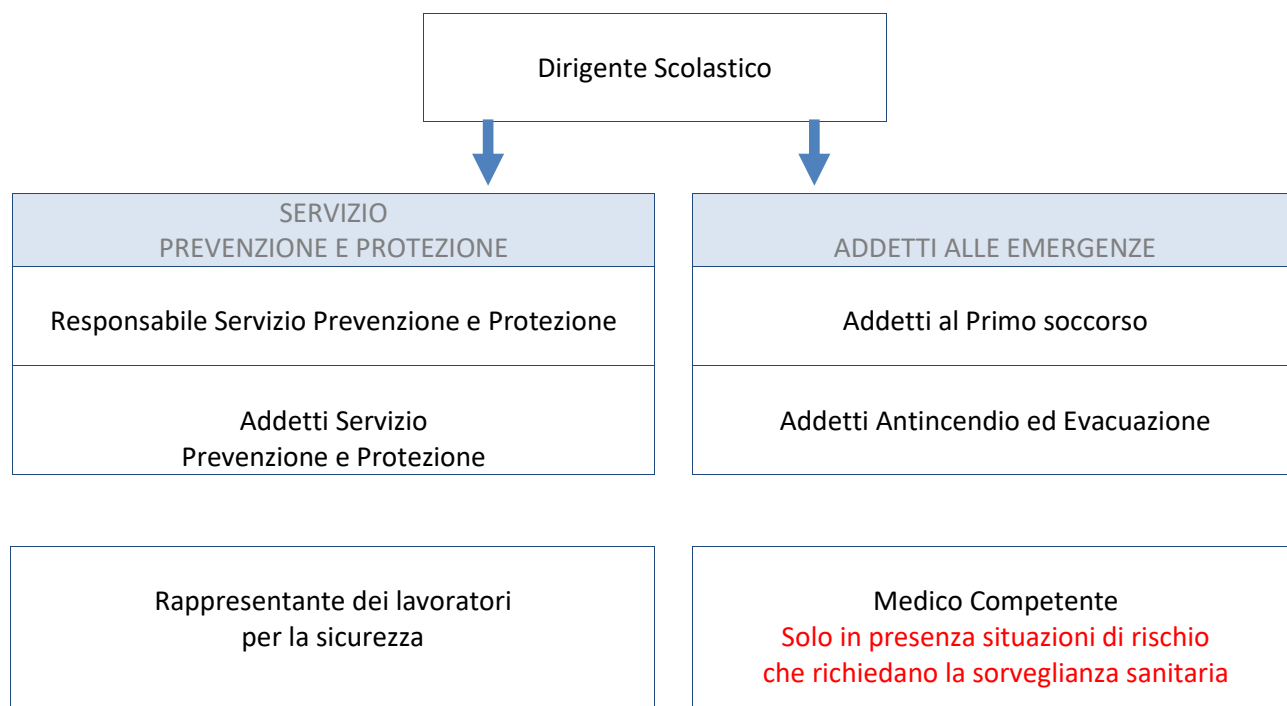 Dirigente Scolastico
SERVIZIO
PREVENZIONE E PROTEZIONE
Responsabile Servizio Prevenzione e Protezione
Addetti Servizio
Prevenzione e Protezione
ADDETTI ALLE EMERGENZE
Addetti al Primo soccorso
Addetti Antincendio ed Evacuazione
Rappresentante dei lavoratori
per la sicurezza
Medico Competente
Solo in presenza situazioni di rischio
che richiedano la sorveglianza sanitaria